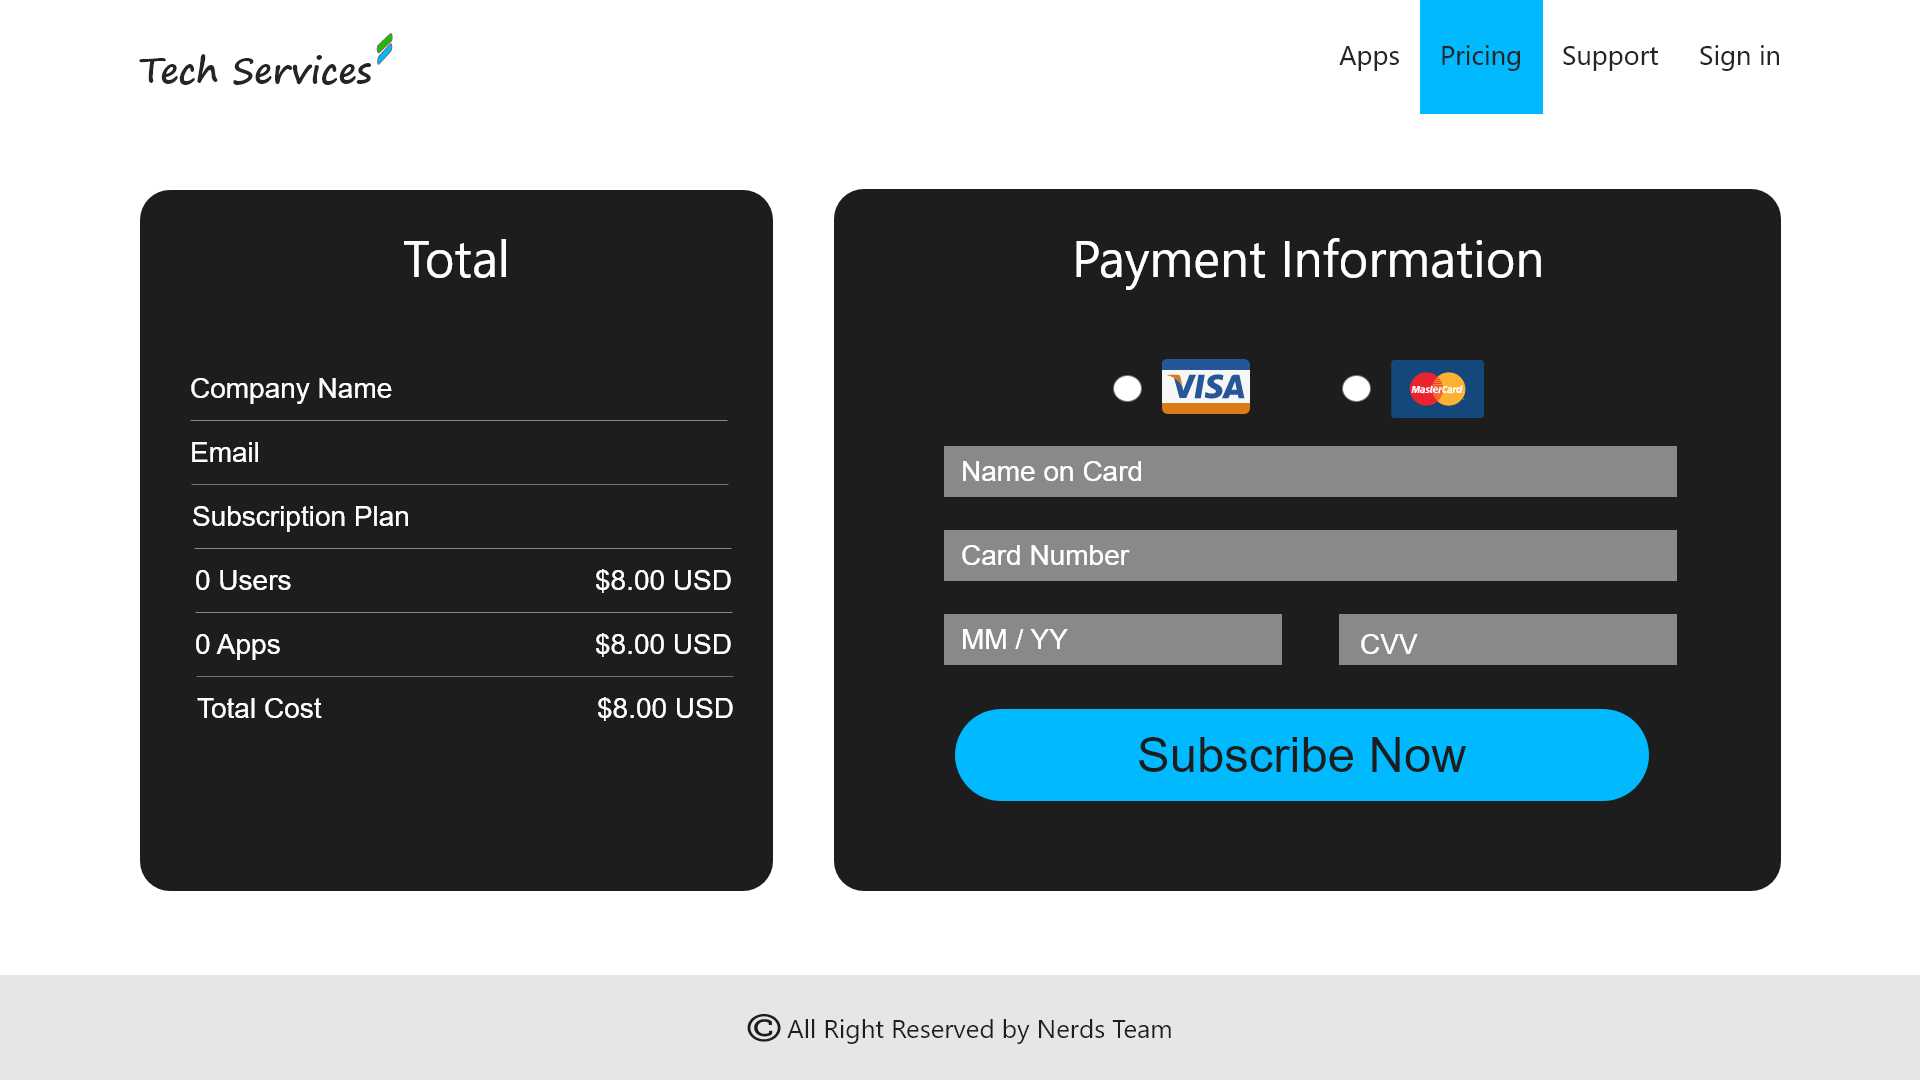 Tech Services
Apps Pricing Support Sign in
Total
Company Name
Email
Subscription Plan
0 Users $8.00 USD
0 Apps $8.00 USD
Total Cost $8.00 USD
Payment Information
VISA MasterCard
Name on Card
Card Number
MM / YY CVV
Subscribe Now
© All Right Reserved by Nerds Team